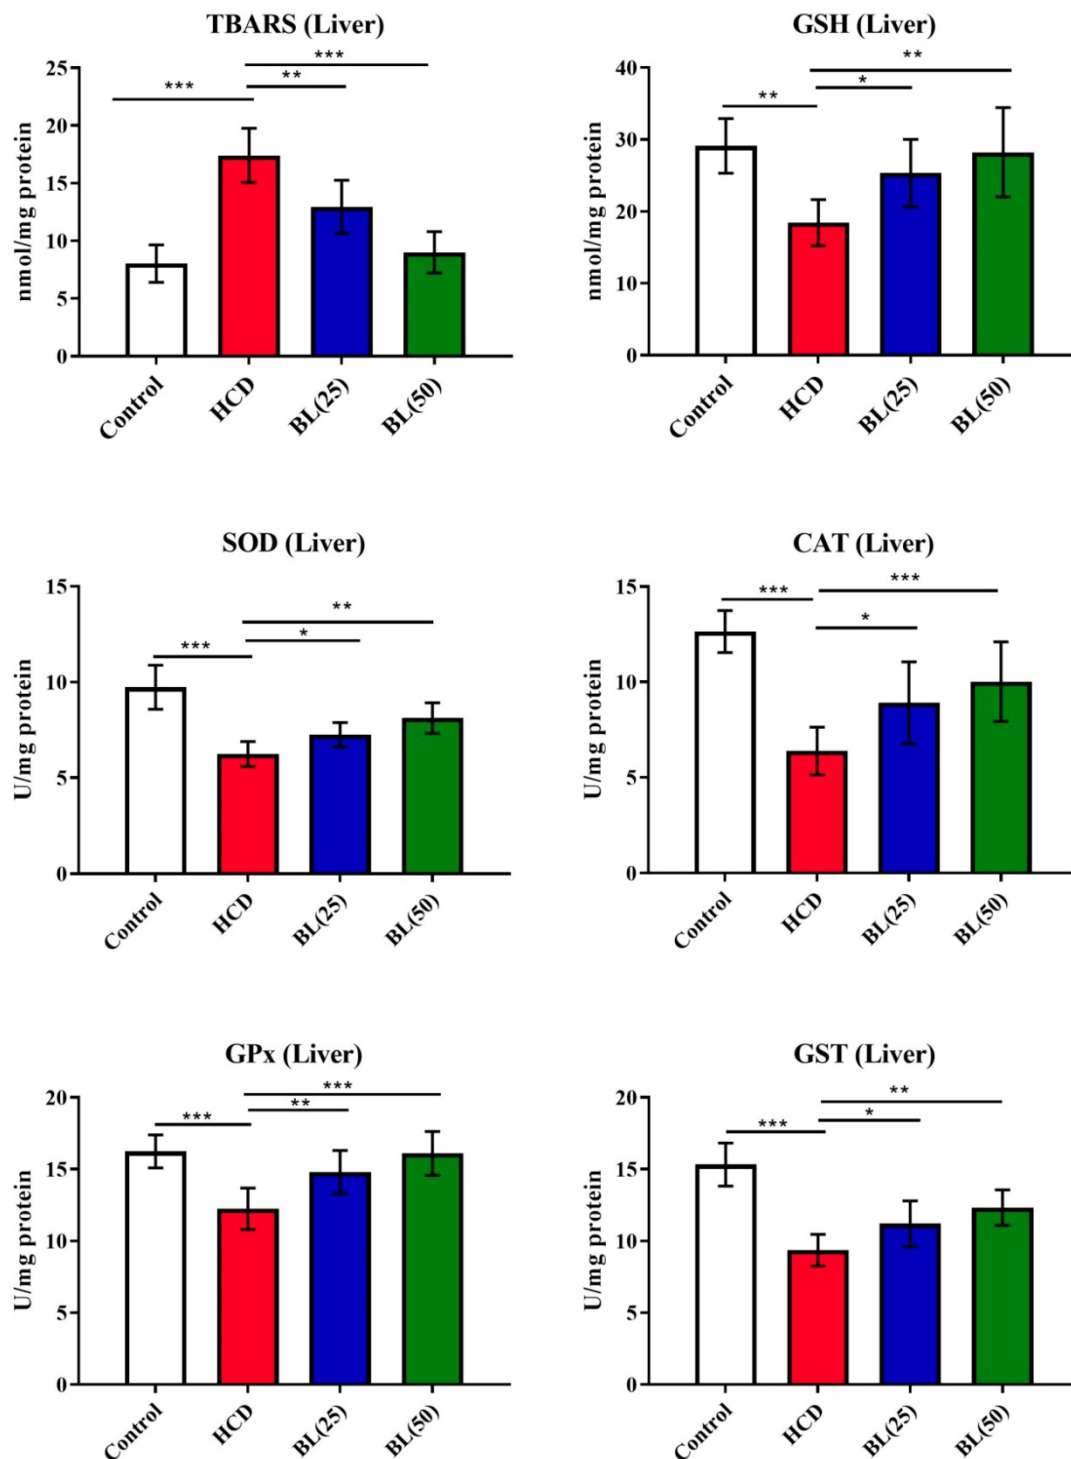 TBARS (Liver)
nmol/mg protein
25
20
15
10
5
0
***
**
***
Control
HCD
BL(25)
BL(50)
GSH (Liver)
nmol/mg protein
40
30
20
10
0
**
*
**
Control
HCD
BL(25)
BL(50)
SOD (Liver)
U/mg protein
15
10
5
0
**
*
***
Control
HCD
BL(25)
BL(50)
CAT (Liver)
U/mg protein
15
10
5
0
***
***
*
Control
HCD
BL(25)
BL(50)
GPx (Liver)
U/mg protein
20
15
10
5
0
***
**
***
Control
HCD
BL(25)
BL(50)
GST (Liver)
U/mg protein
20
15
10
5
0
**
*
***
Control
HCD
BL(25)
BL(50)